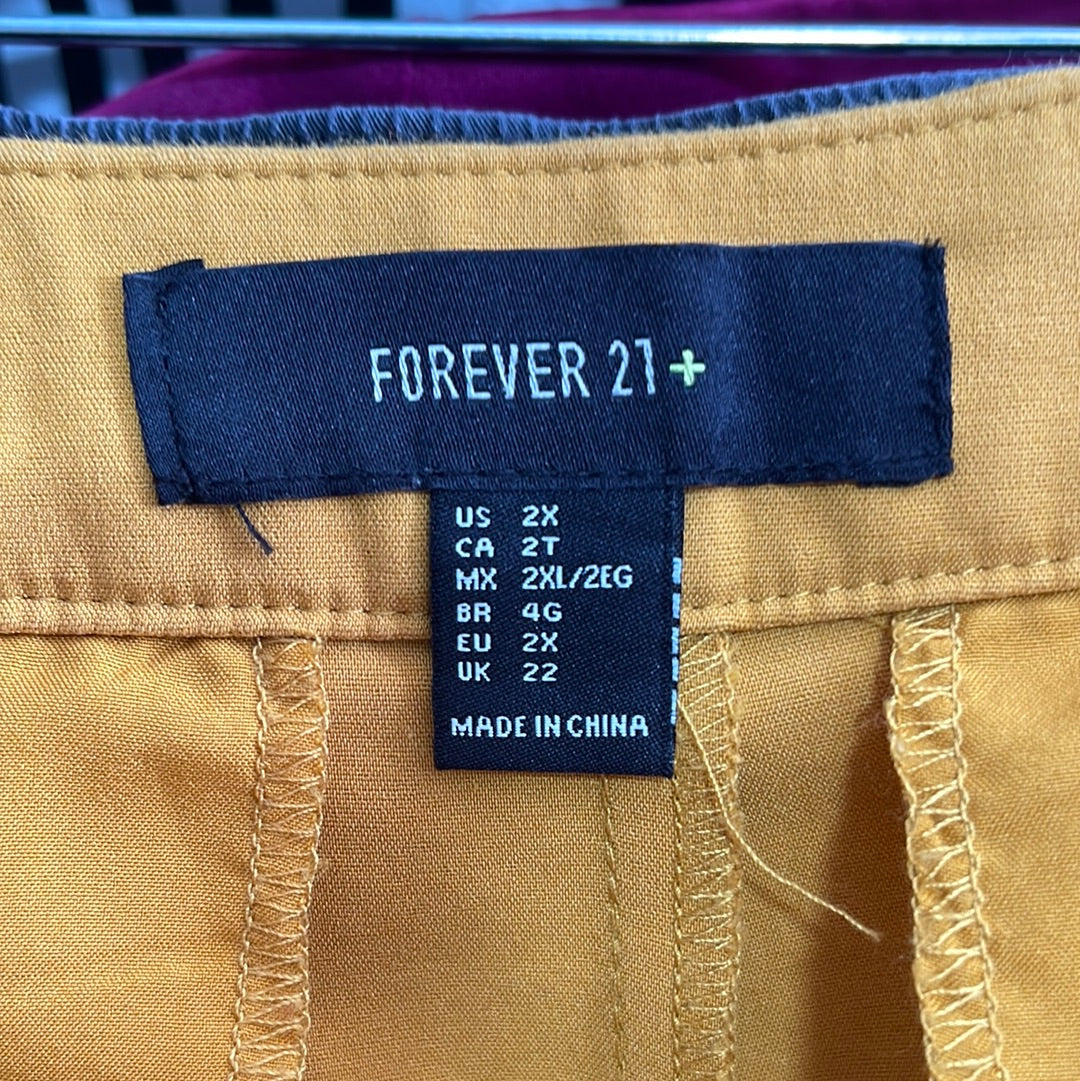 FOREVER 21+
US 2X
CA 2T
MX 2XL/2EG
BR 4G
EU 2X
UK 22
MADE IN CHINA